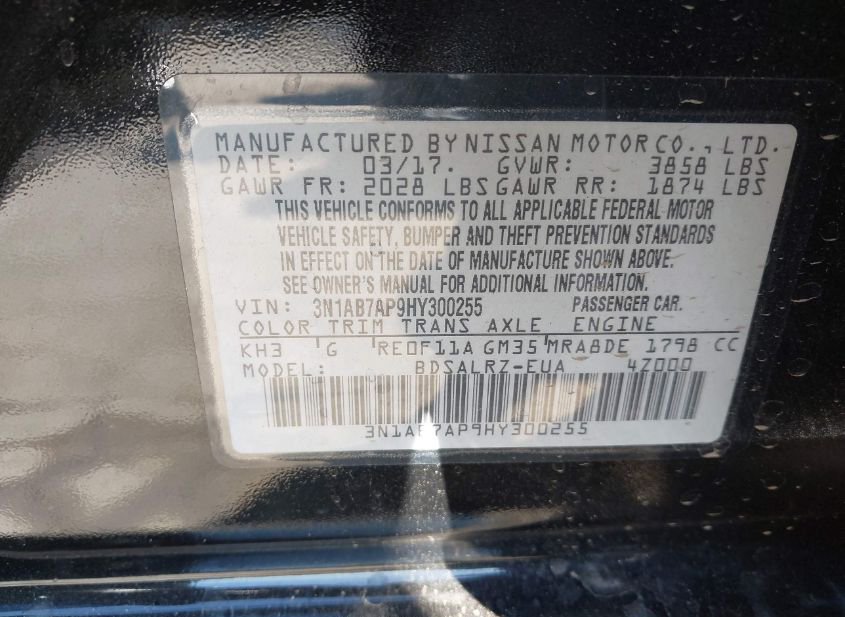 MANUFACTURED BY NISSAN MOTOR CO., LTD.
DATE: 03/17. GVWR: 3858 LBS
GAWR FR: 2028 LBS GAWR RR: 1874 LBS
THIS VEHICLE CONFORMS TO ALL APPLICABLE FEDERAL MOTOR
VEHICLE SAFETY, BUMPER AND THEFT PREVENTION STANDARDS
IN EFFECT ON THE DATE OF MANUFACTURE SHOWN ABOVE.
SEE OWNER'S MANUAL FOR ADDITIONAL INFORMATION.
VIN: 3N1AB7AP9HY300255 PASSENGER CAR.
COLOR TRIM TRANS AXLE ENGINE
KH3 G RE0F11A GM35 MRA8DE 1798 CC
MODEL: BDSALRZ-EUA 4Z000
3N1AB7AP9HY300255